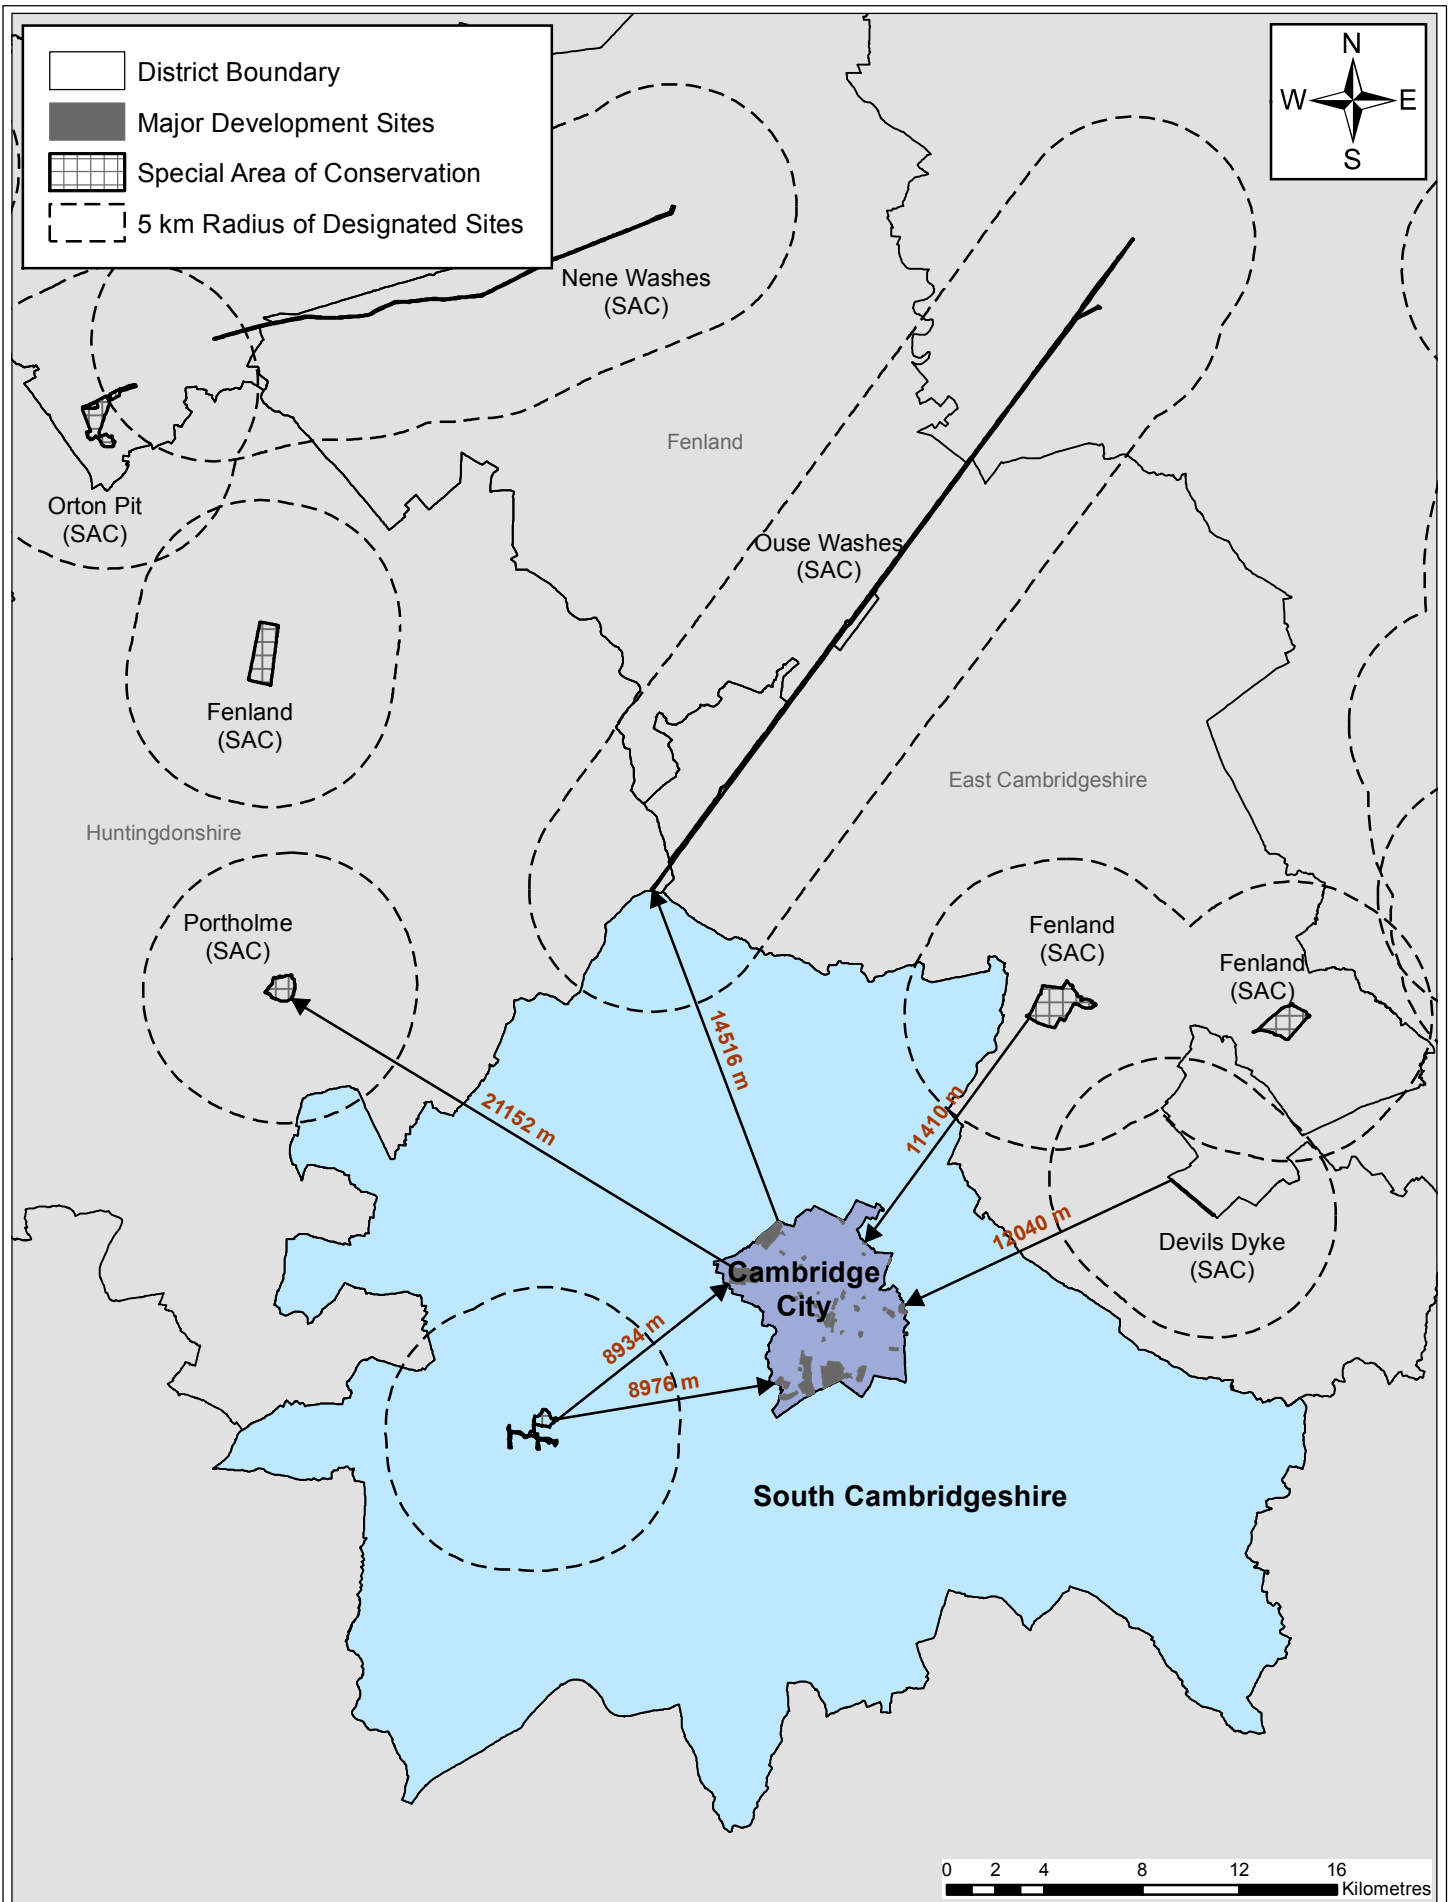 District Boundary
Major Development Sites
Special Area of Conservation
5 km Radius of Designated Sites
N
W
E
S
Nene Washes
(SAC)
Fenland
Orton Pit
(SAC)
Ouse Washes
(SAC)
Fenland
(SAC)
East Cambridgeshire
Huntingdonshire
Portholme
(SAC)
Fenland
(SAC)
Fenland
(SAC)
14516 m
21152 m
11410 m
12040 m
Devils Dyke
(SAC)
Cambridge
City
8934 m
8976 m
South Cambridgeshire
0 2 4 8 12 16
Kilometres